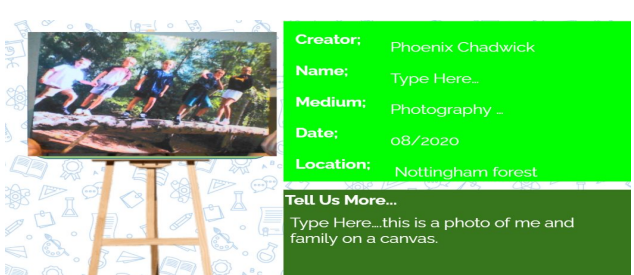 Creator;
Phoenix Chadwick
Name;
Type Here...
Medium;
Photography ...
Date;
08/2020
Location;
Nottingham forest
Tell Us More...
Type Here....this is a photo of me and
family on a canvas.